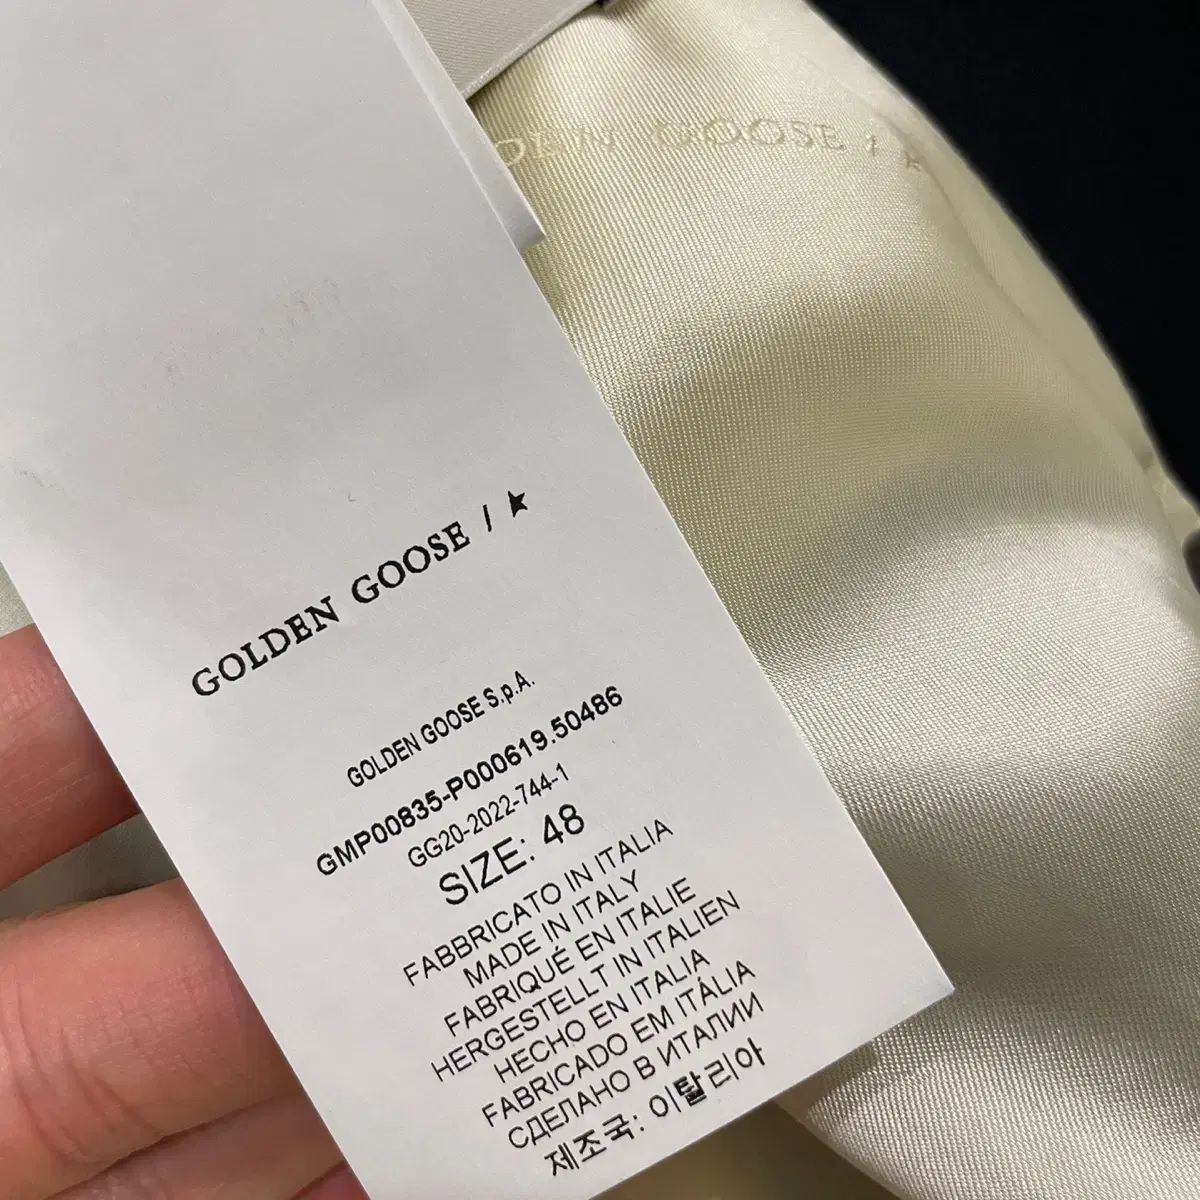 GOOSE / ★
GOLDEN GOOSE / ★
GOLDEN GOOSE S.p.A.
GMP00835-P000619.50486
GG20-2022-744-1
SIZE: 48
FABBRICATO IN ITALIA
MADE IN ITALY
FABRIQUÉ EN ITALIE
HERGESTELLT IN ITALIEN
HECHO EN ITALIA
FABRICADO EM ITÁLIA
СДЕЛАНО В ИТАЛИИ
제조국: 이탈리아